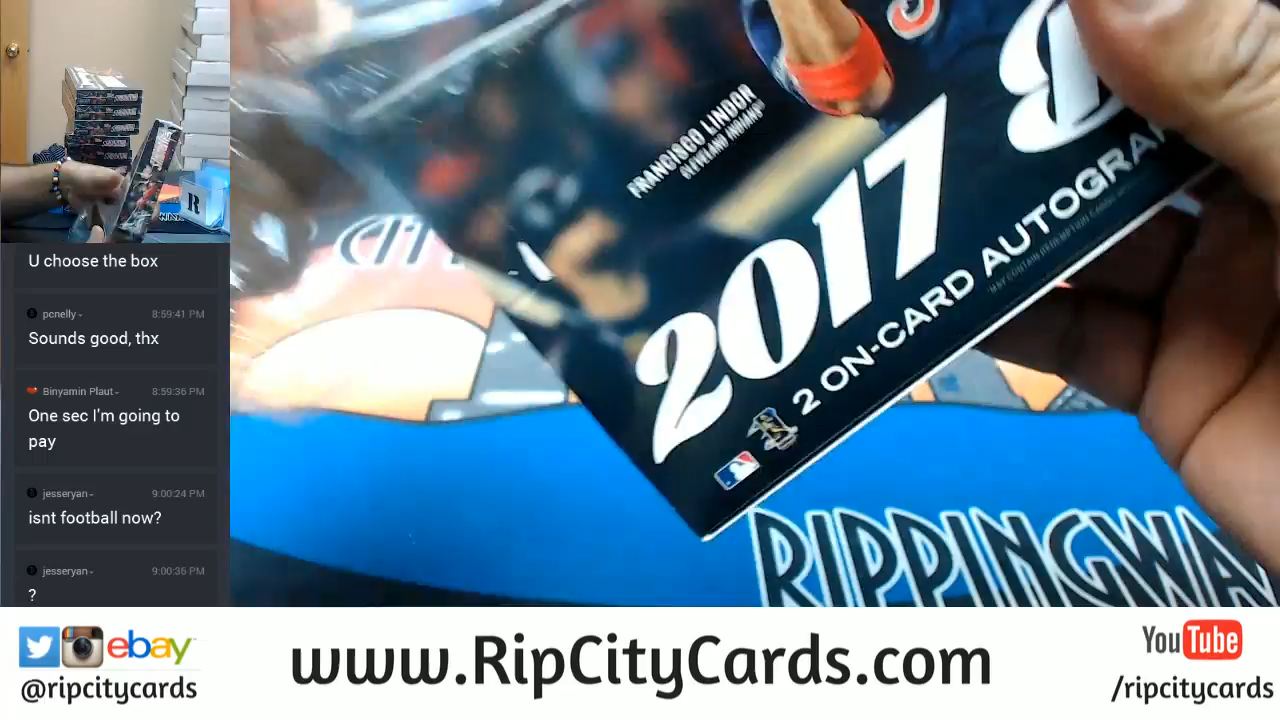 U choose the box
pcnelly
8:59:41 PM
Sounds good, thx
Binyamin Plaut
8:59:36 PM
One sec I'm going to
pay
jesseryan
9:00:24 PM
isnt football now?
jesseryan
9:00:36 PM
?
FRANCISCO LINDOR
CLEVELAND INDIANS
2017
2 ON-CARD AUTOGRA
RIPPINGWA
R
ebay
@ripcitycards
www.RipCityCards.com
YouTube
/ripcitycards